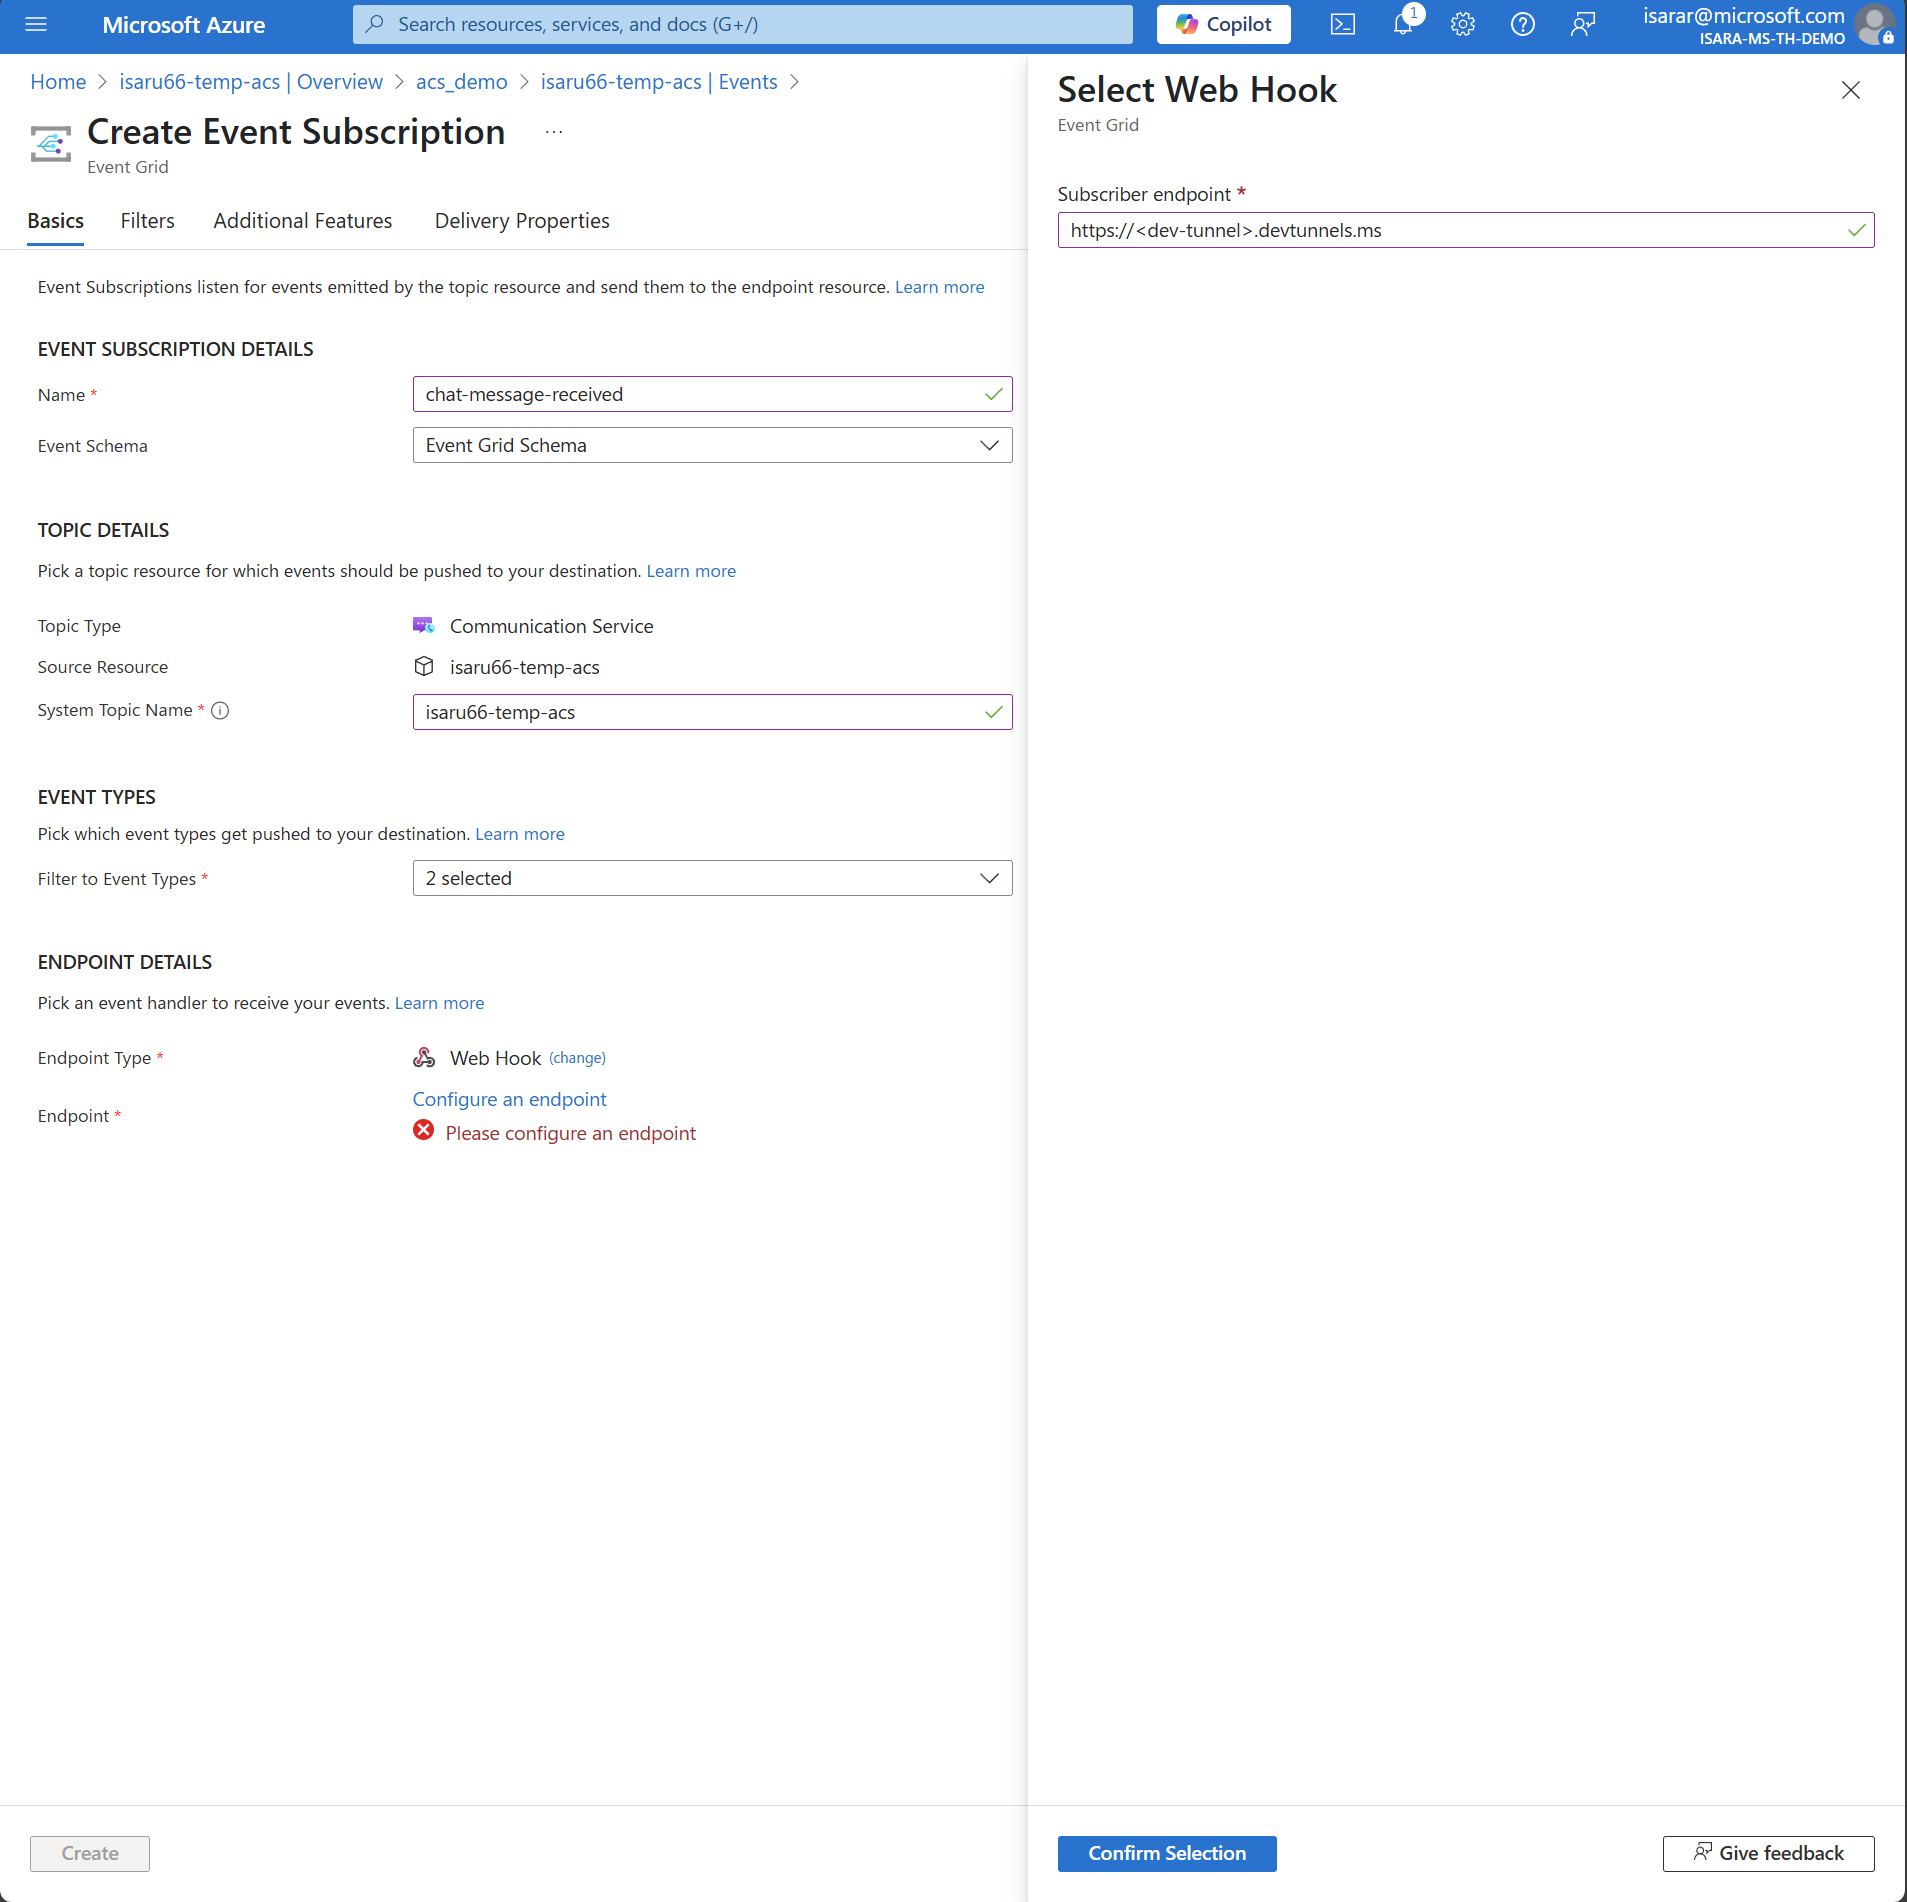 Microsoft Azure
Search resources, services, and docs (G+/)
Copilot
1
isarar@microsoft.com
ISARA-MS-TH-DEMO
Home > isaru66-temp-acs | Overview > acs_demo > isaru66-temp-acs | Events >
Create Event Subscription ...
Event Grid
Basics Filters Additional Features Delivery Properties
Event Subscriptions listen for events emitted by the topic resource and send them to the endpoint resource. Learn more
EVENT SUBSCRIPTION DETAILS
Name * chat-message-received
Event Schema Event Grid Schema
TOPIC DETAILS
Pick a topic resource for which events should be pushed to your destination. Learn more
Topic Type Communication Service
Source Resource isaru66-temp-acs
System Topic Name * isaru66-temp-acs
EVENT TYPES
Pick which event types get pushed to your destination. Learn more
Filter to Event Types * 2 selected
ENDPOINT DETAILS
Pick an event handler to receive your events. Learn more
Endpoint Type * Web Hook (change)
Endpoint * Configure an endpoint
Please configure an endpoint
Create
Select Web Hook
Event Grid
Subscriber endpoint *
https://<dev-tunnel>.devtunnels.ms
Confirm Selection
Give feedback